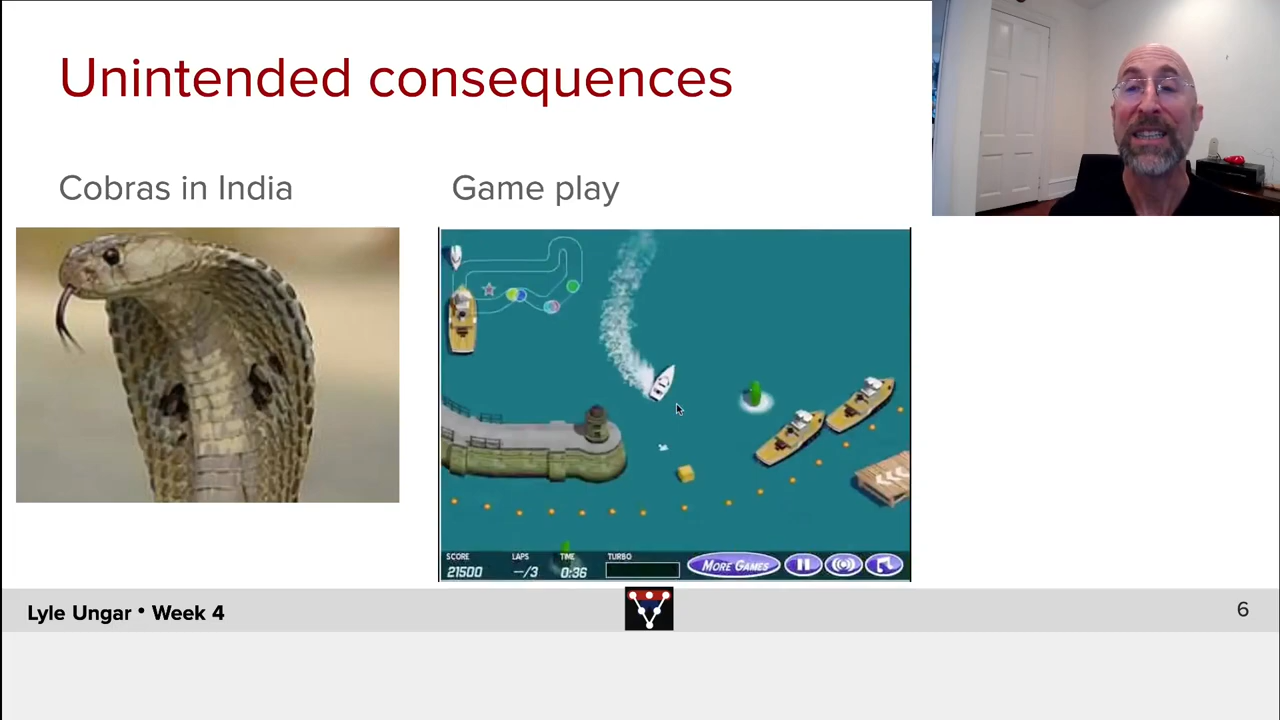 Unintended consequences
Cobras in India
Game play
SCORE LAPS TIME TURBO
21500 --/3 0:36
MORE GAMES
Lyle Ungar • Week 4
6